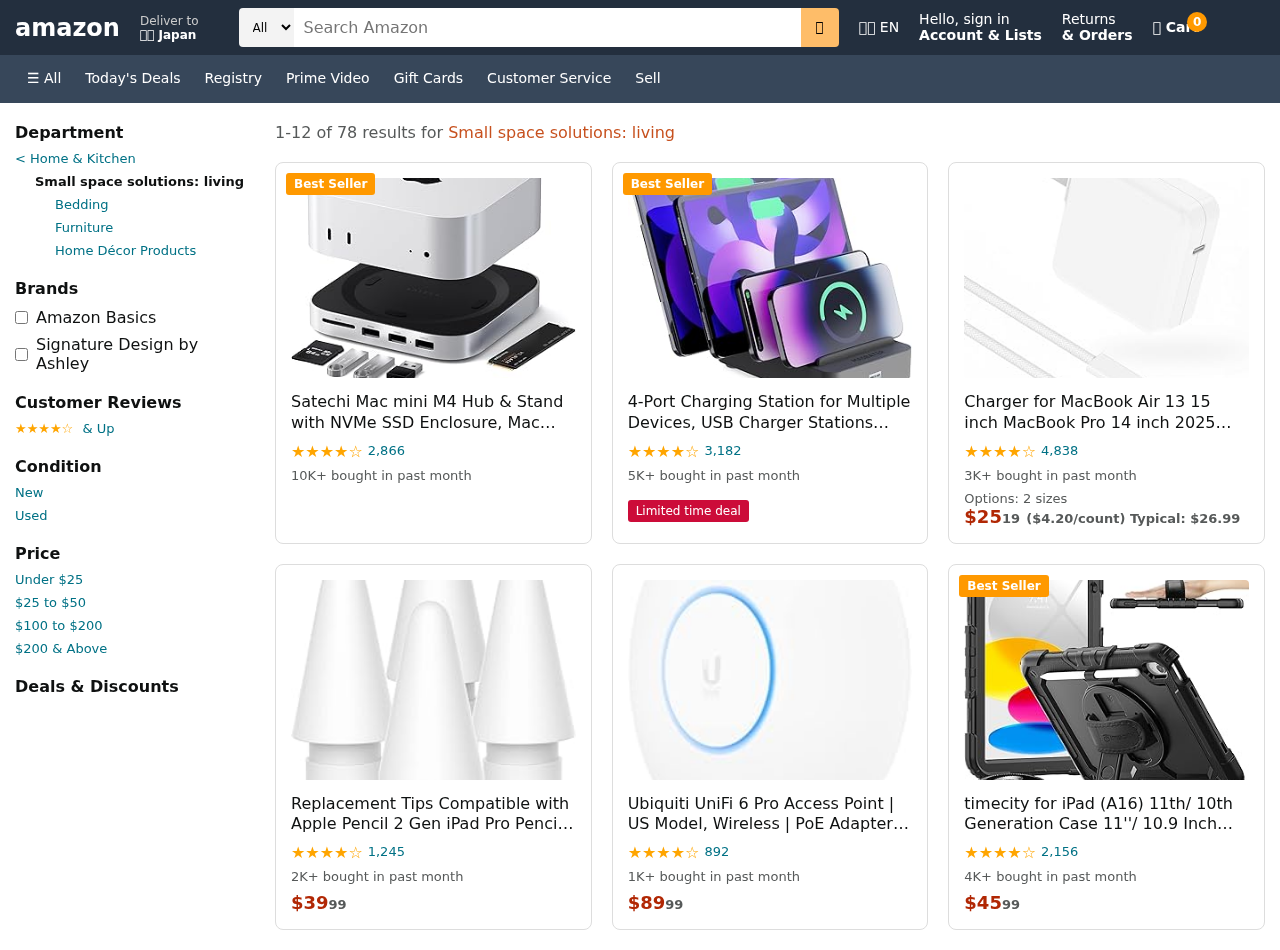 amazon
Deliver to
Japan
All
Search Amazon
EN
Hello, sign in
Account & Lists
Returns
& Orders
0
☰ All
Today's Deals
Registry
Prime Video
Gift Cards
Customer Service
Sell
Department
< Home & Kitchen
Small space solutions: living
Bedding
Furniture
Home Décor Products
Brands
Amazon Basics
Signature Design by
Ashley
Customer Reviews
★★★★☆ & Up
Condition
New
Used
Price
Under $25
$25 to $50
$100 to $200
$200 & Above
Deals & Discounts
1-12 of 78 results for Small space solutions: living
Best Seller
Satechi Mac mini M4 Hub & Stand
with NVMe SSD Enclosure, Mac…
★★★★☆ 2,866
10K+ bought in past month
Best Seller
4-Port Charging Station for Multiple
Devices, USB Charger Stations…
★★★★☆ 3,182
5K+ bought in past month
Limited time deal
Charger for MacBook Air 13 15
inch MacBook Pro 14 inch 2025…
★★★★☆ 4,838
3K+ bought in past month
Options: 2 sizes
$25 19 ($4.20/count) Typical: $26.99
Replacement Tips Compatible with
Apple Pencil 2 Gen iPad Pro Penci…
★★★★☆ 1,245
2K+ bought in past month
$39 99
Ubiquiti UniFi 6 Pro Access Point |
US Model, Wireless | PoE Adapter…
★★★★☆ 892
1K+ bought in past month
$89 99
Best Seller
timecity for iPad (A16) 11th/ 10th
Generation Case 11''/ 10.9 Inch…
★★★★☆ 2,156
4K+ bought in past month
$45 99